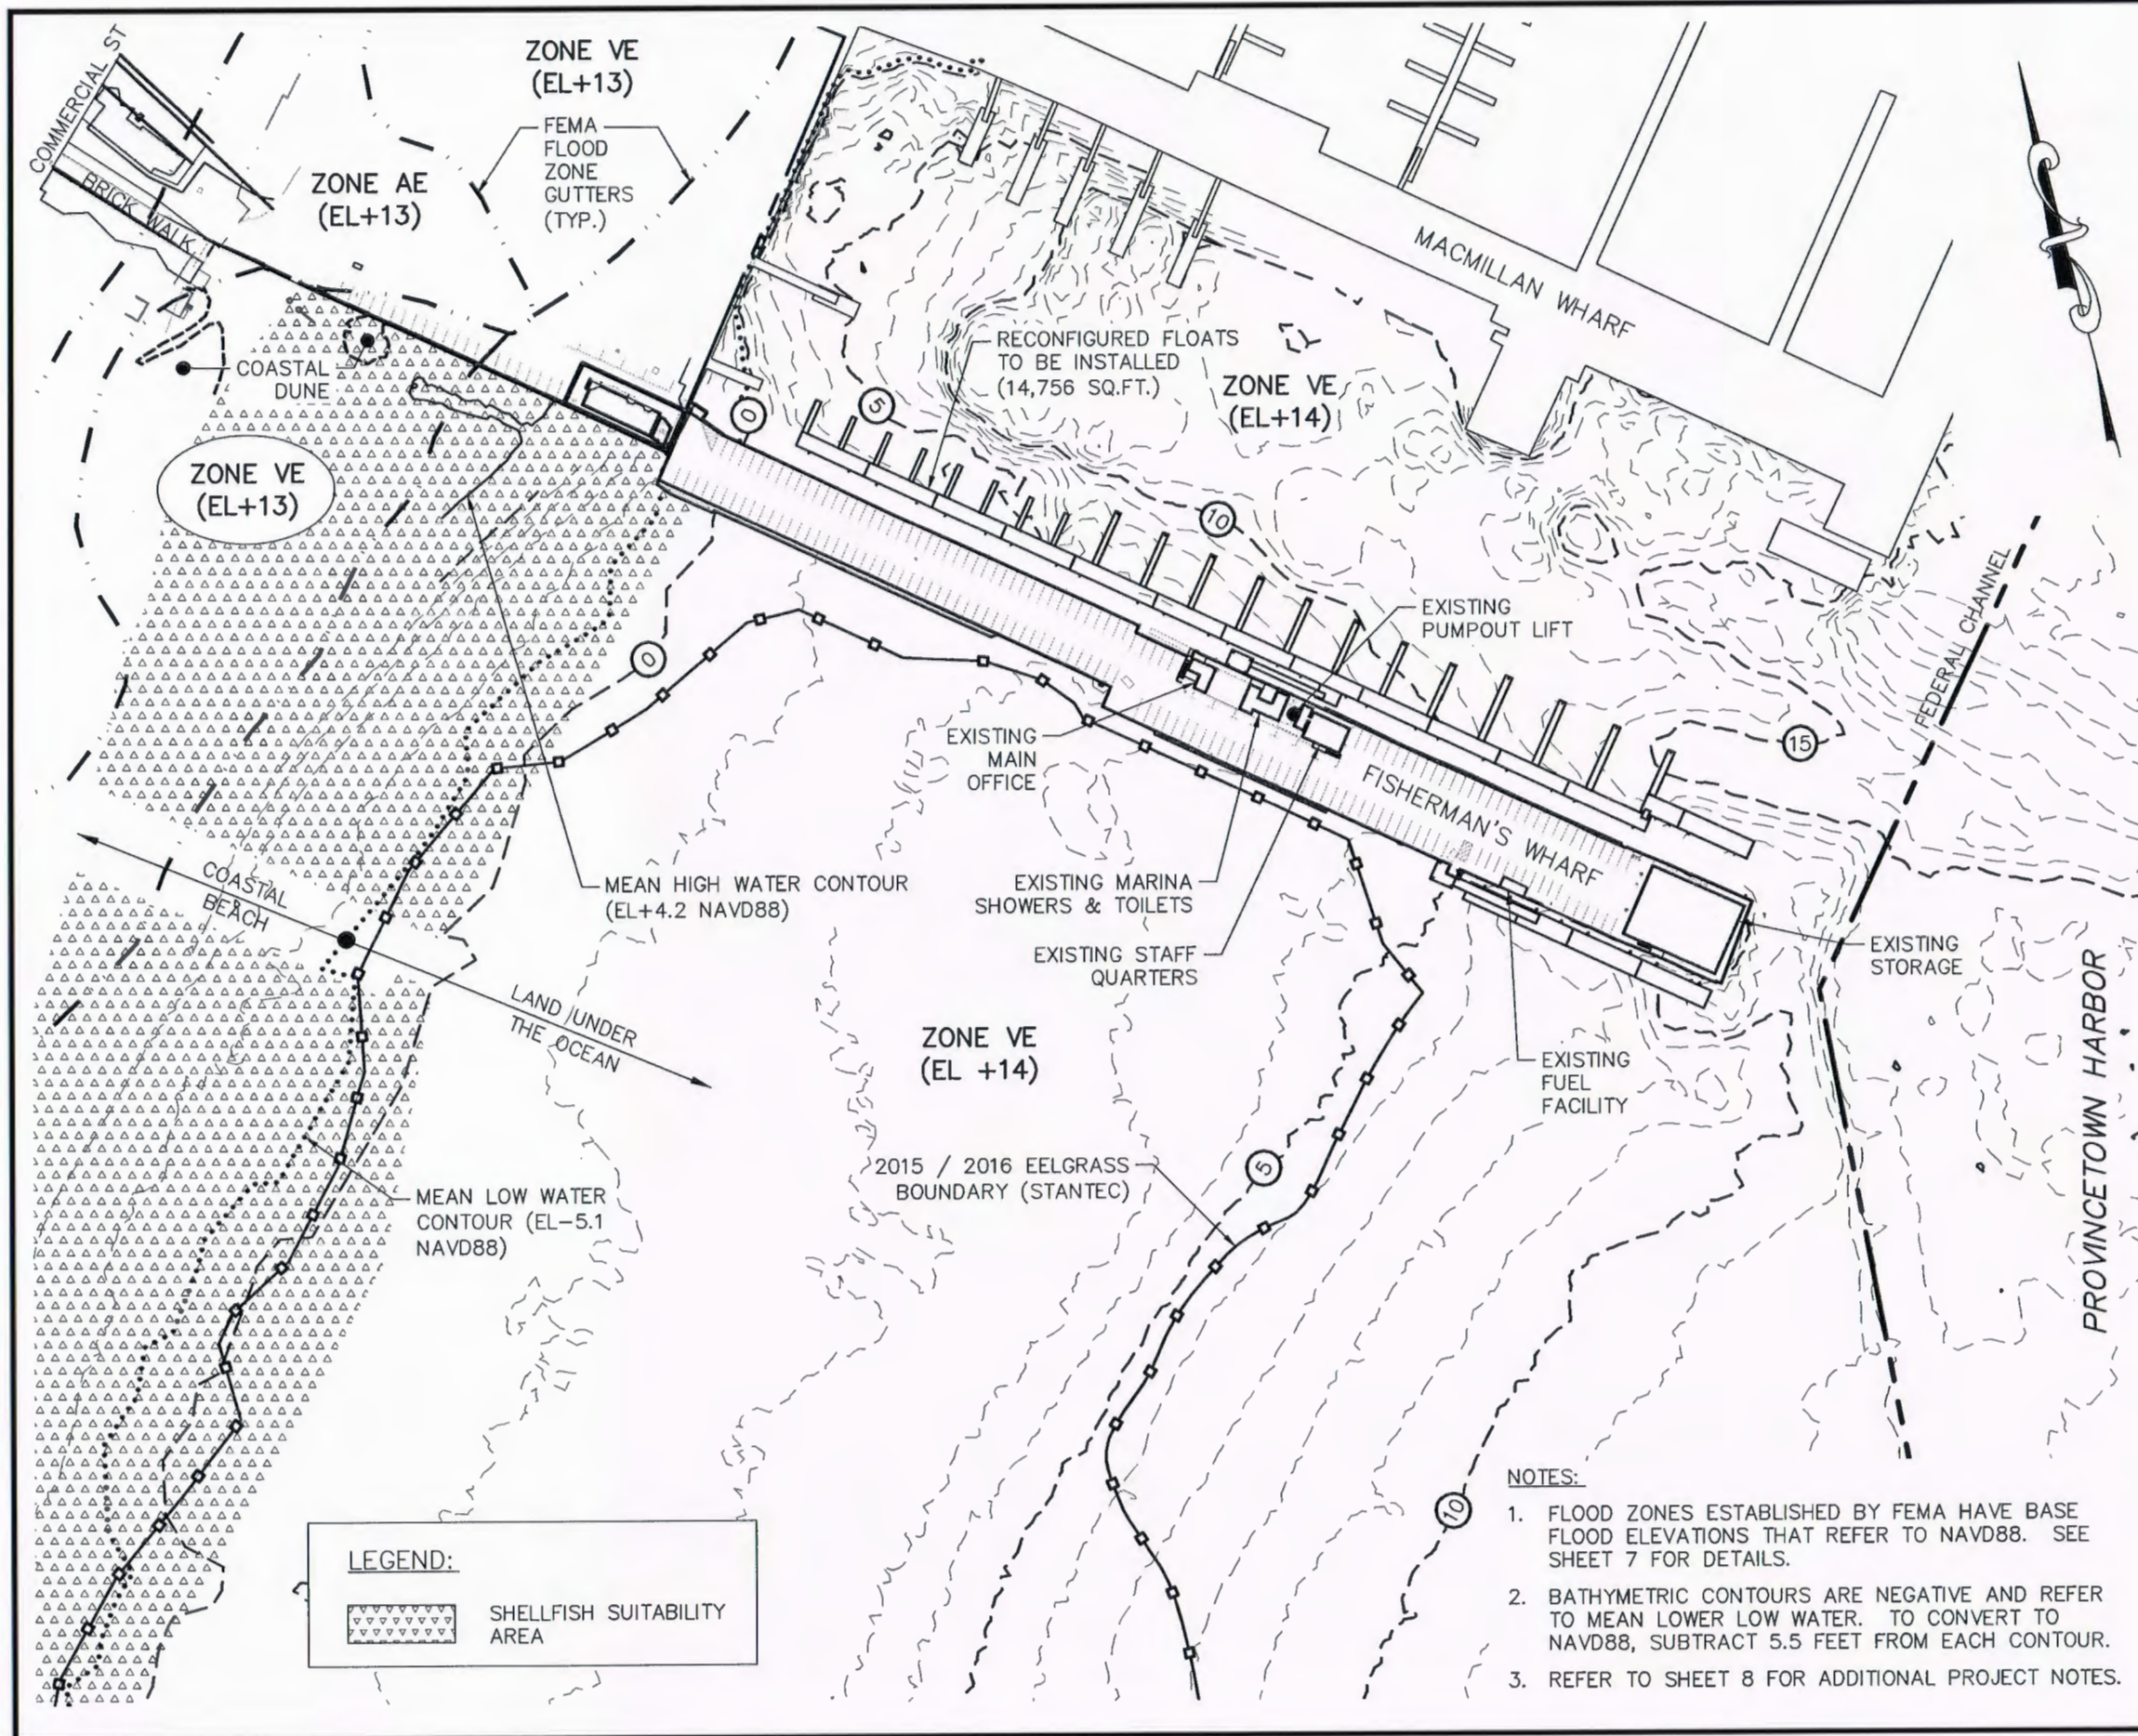 COMMERCIAL ST
BRICK WALK
ZONE VE
(EL+13)
FEMA
FLOOD
ZONE
GUTTERS
(TYP.)
ZONE AE
(EL+13)
MACMILLAN WHARF
COASTAL
DUNE
RECONFIGURED FLOATS
TO BE INSTALLED
(14,756 SQ.FT.)
ZONE VE
(EL+14)
ZONE VE
(EL+13)
0
5
10
0
EXISTING
PUMPOUT LIFT
FEDERAL CHANNEL
15
EXISTING
MAIN
OFFICE
FISHERMAN'S WHARF
COASTAL
BEACH
MEAN HIGH WATER CONTOUR
(EL+4.2 NAVD88)
EXISTING MARINA
SHOWERS & TOILETS
EXISTING STAFF
QUARTERS
EXISTING
STORAGE
LAND UNDER
THE OCEAN
ZONE VE
(EL +14)
EXISTING
FUEL
FACILITY
PROVINCETOWN HARBOR
2015 / 2016 EELGRASS
BOUNDARY (STANTEC)
5
MEAN LOW WATER
CONTOUR (EL-5.1
NAVD88)
10
LEGEND:
SHELLFISH SUITABILITY
AREA
NOTES:
1. FLOOD ZONES ESTABLISHED BY FEMA HAVE BASE
FLOOD ELEVATIONS THAT REFER TO NAVD88. SEE
SHEET 7 FOR DETAILS.
2. BATHYMETRIC CONTOURS ARE NEGATIVE AND REFER
TO MEAN LOWER LOW WATER. TO CONVERT TO
NAVD88, SUBTRACT 5.5 FEET FROM EACH CONTOUR.
3. REFER TO SHEET 8 FOR ADDITIONAL PROJECT NOTES.